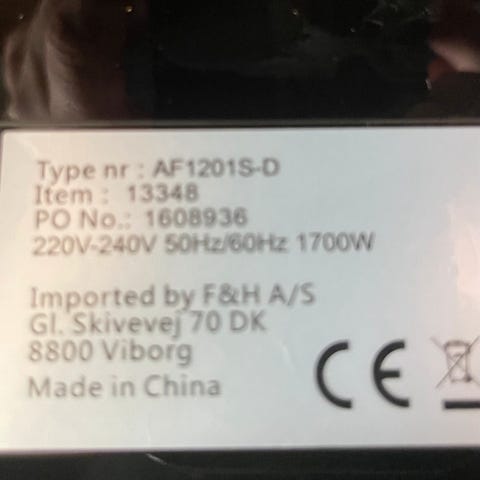 Type nr : AF1201S-D
Item : 13348
PO No.: 1608936
220V-240V 50Hz/60Hz 1700W
Imported by F&H A/S
Gl. Skivevej 70 DK
8800 Viborg
Made in China
CE